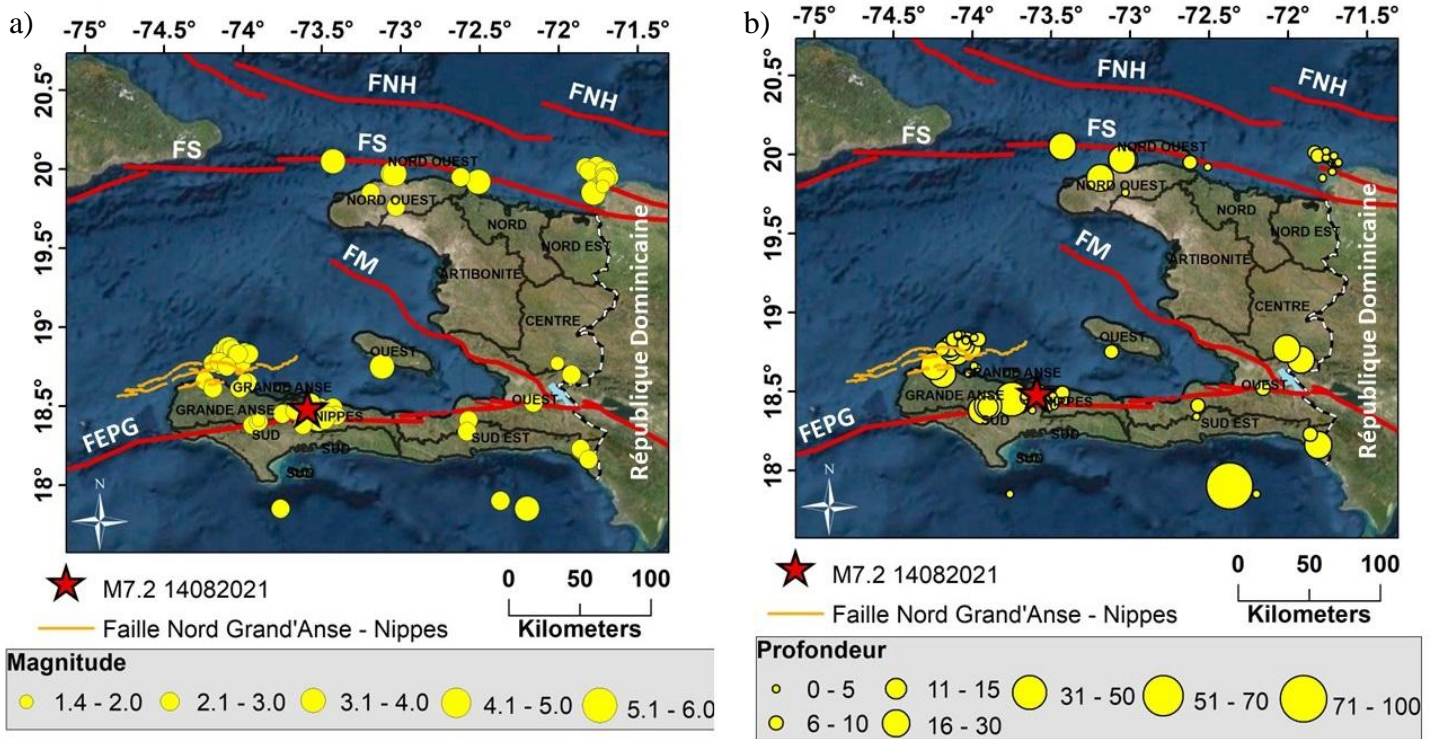 a)
-75° -74.5° -74° -73.5° -73° -72.5° -72° -71.5°
20.5°
20°
19.5°
19°
18.5°
18°
FNH
FNH
FS
FS
NORD OUEST
NORD OUEST
NORD
NORD EST
FM
ARTIBONITE
CENTRE
République Dominicaine
OUEST
GRANDE ANSE
GRANDE ANSE
NIPPES
OUEST
FEPG
SUD
SUD EST
SUD
SUD
N
M7.2 14082021
Faille Nord Grand'Anse - Nippes
0 50 100
Kilometers
Magnitude
1.4 - 2.0 2.1 - 3.0 3.1 - 4.0 4.1 - 5.0 5.1 - 6.0
b)
-75° -74.5° -74° -73.5° -73° -72.5° -72° -71.5°
20.5°
20°
19.5°
19°
18.5°
18°
FNH
FNH
FS
FS
NORD OUEST
NORD OUEST
NORD
NORD EST
FM
ARTIBONITE
CENTRE
République Dominicaine
OUEST
GRANDE ANSE
GRANDE ANSE
NIPPES
OUEST
FEPG
SUD
SUD EST
SUD
SUD
N
M7.2 14082021
Faille Nord Grand'Anse - Nippes
0 50 100
Kilometers
Profondeur
0 - 5 11 - 15 31 - 50 51 - 70 71 - 100
6 - 10 16 - 30